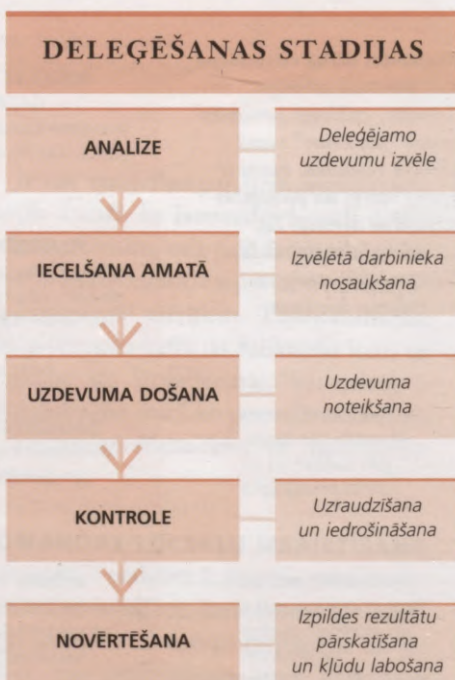 DELEĢĒŠANAS STADIJAS
ANALĪZE
Deleģējamo
uzdevumu izvēle
IECELŠANA AMATĀ
Izvēlētā darbinieka
nosaukšana
UZDEVUMA DOŠANA
Uzdevuma
noteikšana
KONTROLE
Uzraudzīšana
un iedrošināšana
NOVĒRTĒŠANA
Izpildes rezultātu
pārskatīšana
un kļūdu labošana